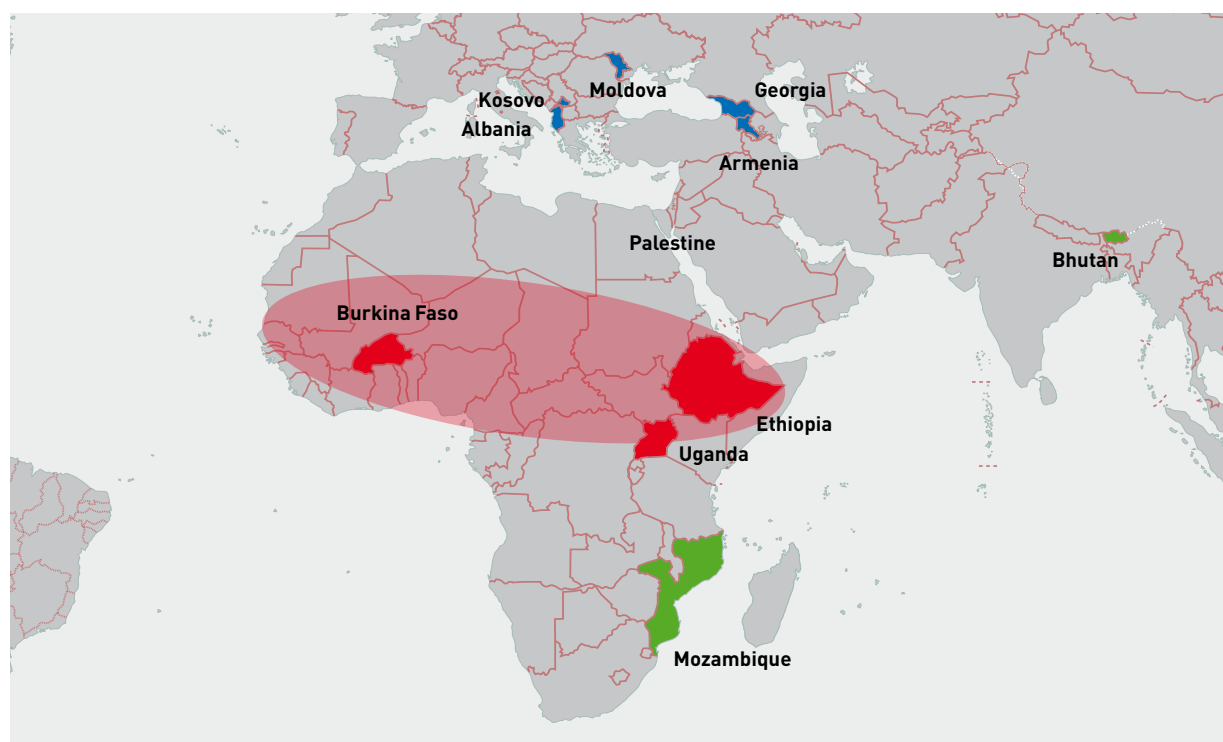 Moldova
Georgia
Kosovo
Albania
Armenia
Palestine
Bhutan
Burkina Faso
Ethiopia
Uganda
Mozambique